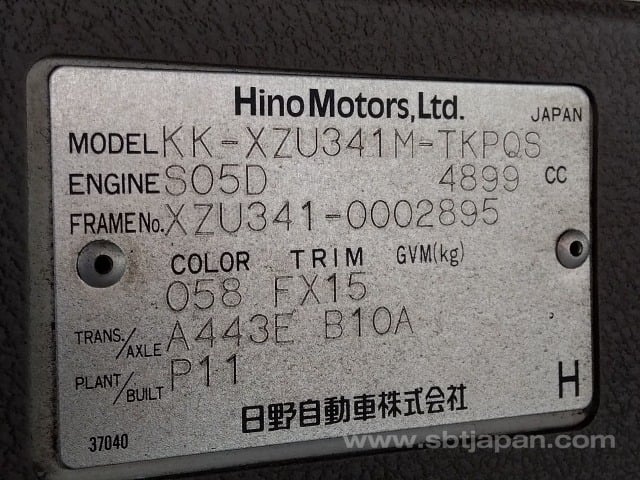 Hino Motors, Ltd. JAPAN
MODEL KK-XZU341M-TKPQS
ENGINE S05D 4899 CC
FRAME No. XZU341-0002895
COLOR TRIM GVM(kg)
058 FX15
TRANS./AXLE A443E B10A
PLANT/BUILT P11
日野自動車株式会社 H
37040
www.sbtjapan.com